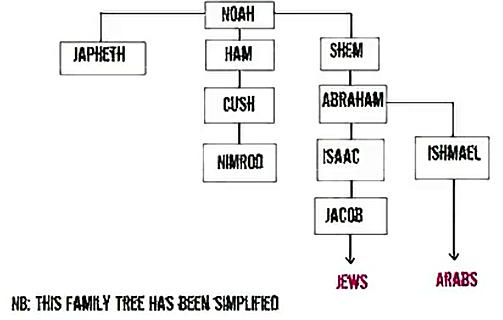 NOAH
JAPHETH
HAM
SHEM
CUSH
ABRAHAM
NIMROD
ISAAC
ISHMAEL
JACOB
JEWS
ARABS
NB: THIS FAMILY TREE HAS BEEN SIMPLIFIED